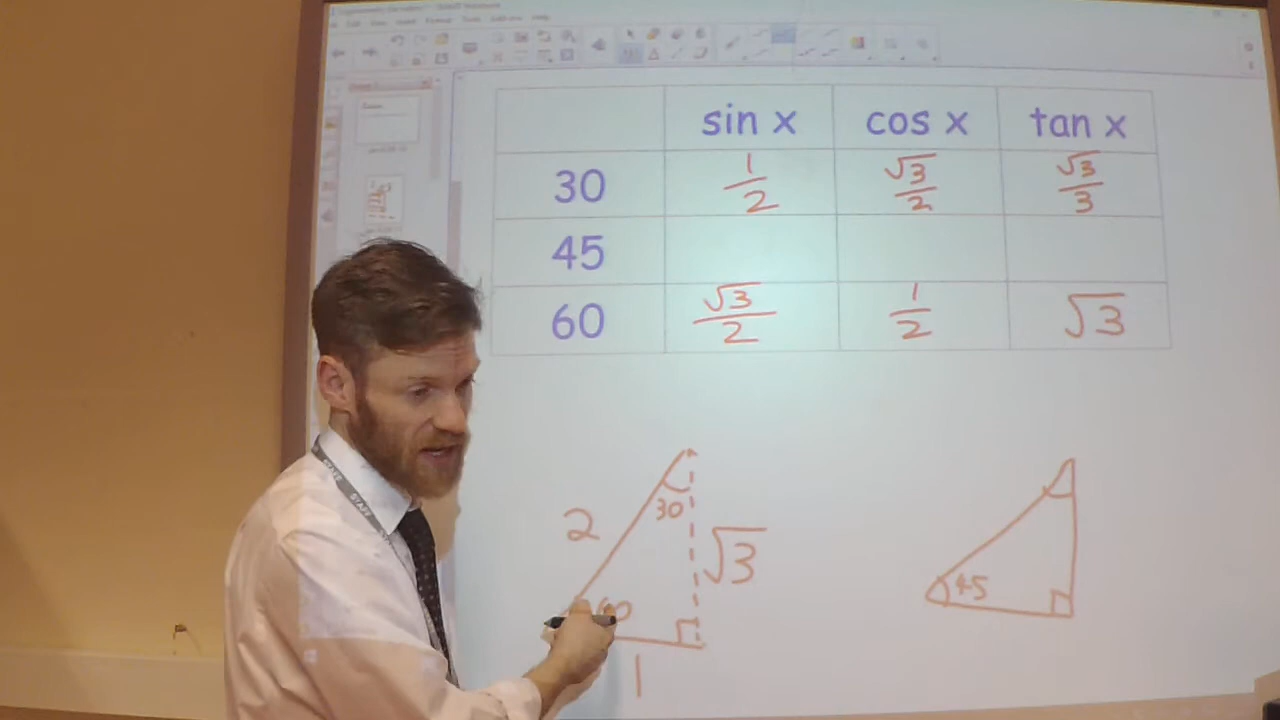 sin x cos x tan x
30 1/2 √3/2 √3/3
45
60 √3/2 1/2 √3
30
2
√3
45
60
1
STAFF